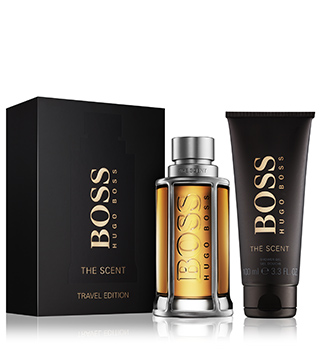 BOSS
HUGO BOSS
THE SCENT
TRAVEL EDITION
BOSS
HUGO BOSS
BOSS
HUGO BOSS
THE SCENT
100 ml ℮ 3.3 FL. OZ.